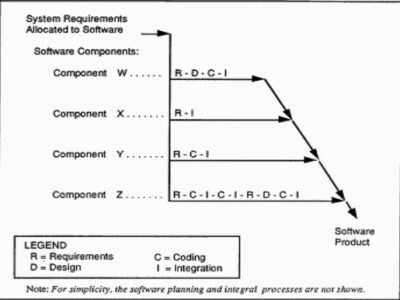 System Requirements
Allocated to Software
Software Components:
Component W ...... R - D - C - I
Component X ....... R - I
Component Y ....... R - C - I
Component Z ....... R - C - I - C - I - R - D - C - I
Software
Product
LEGEND
R = Requirements C = Coding
D = Design I = Integration
Note: For simplicity, the software planning and integral processes are not shown.